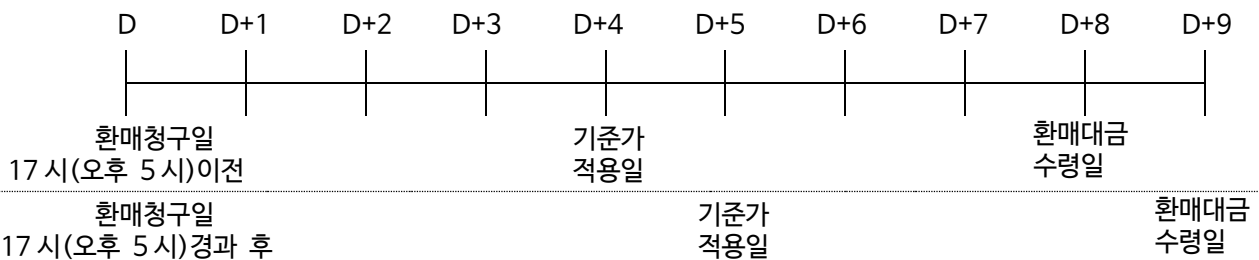 D D+1 D+2 D+3 D+4 D+5 D+6 D+7 D+8 D+9
환매청구일 기준가 환매대금
17 시(오후 5 시)이전 적용일 수령일
환매청구일 기준가 환매대금
17 시(오후 5 시)경과 후 적용일 수령일